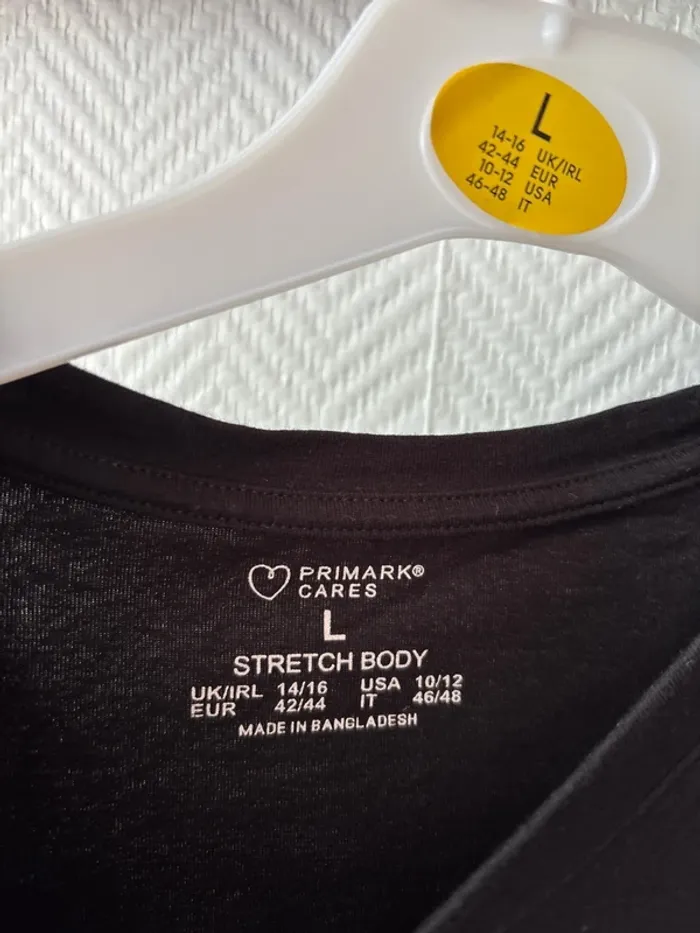 L
14-16 UK/IRL
42-44 EUR
10-12 USA
46-48 IT
PRIMARK®
CARES
L
STRETCH BODY
UK/IRL 14/16 USA 10/12
EUR 42/44 IT 46/48
MADE IN BANGLADESH